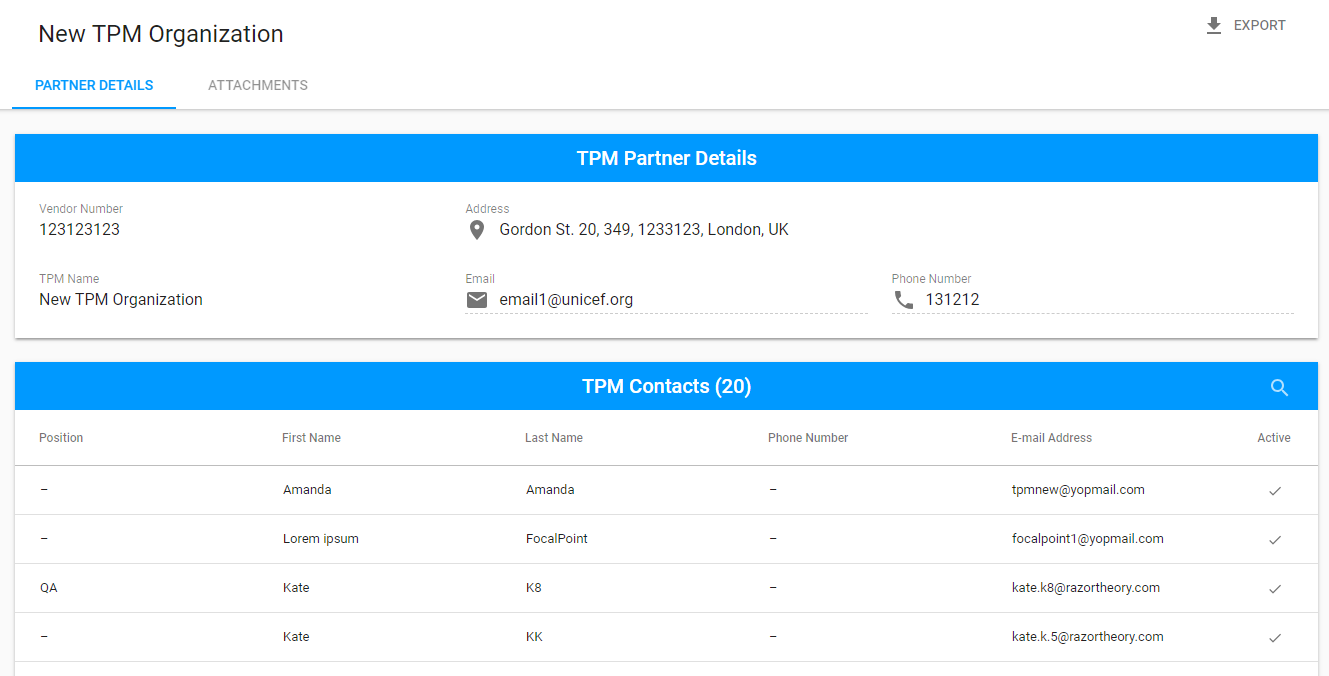 New TPM Organization
EXPORT
PARTNER DETAILS ATTACHMENTS
TPM Partner Details
Vendor Number Address
123123123 Gordon St. 20, 349, 1233123, London, UK
TPM Name Email Phone Number
New TPM Organization email1@unicef.org 131212
TPM Contacts (20)
Position First Name Last Name Phone Number E-mail Address Active
– Amanda Amanda – tpmnew@yopmail.com
– Lorem ipsum FocalPoint – focalpoint1@yopmail.com
QA Kate K8 – kate.k8@razortheory.com
– Kate KK – kate.k.5@razortheory.com